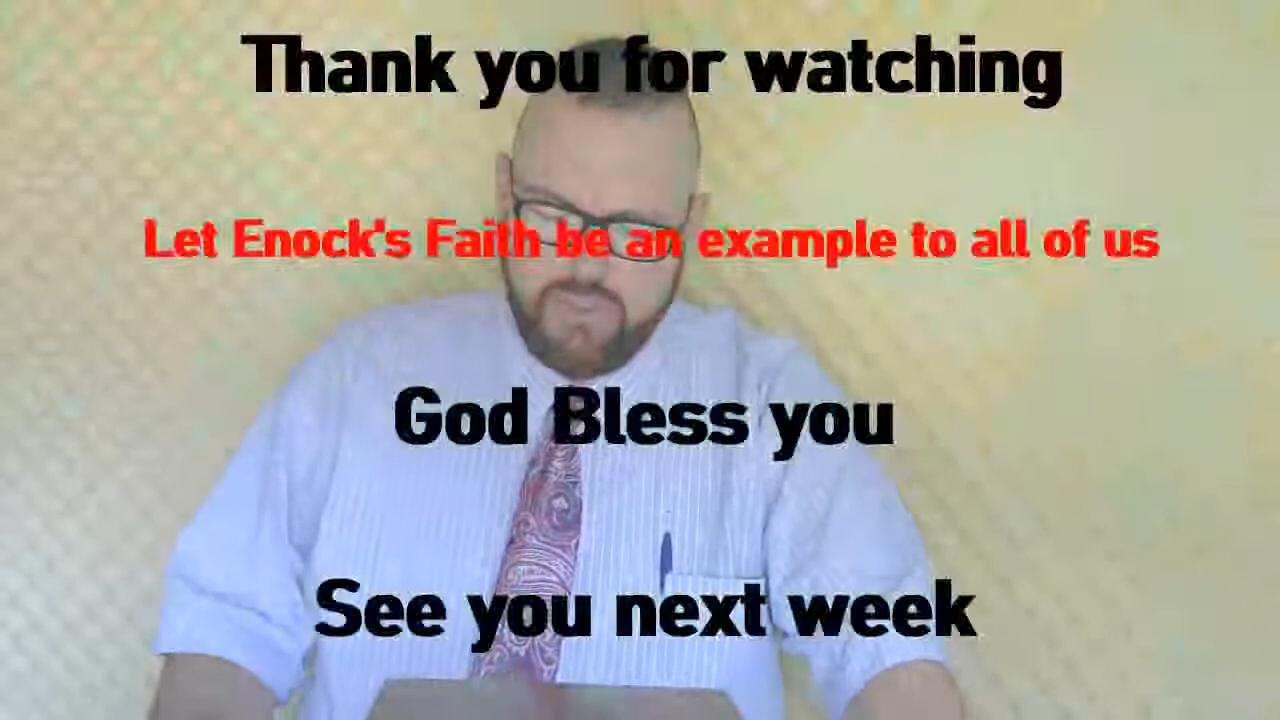 Thank you for watching
Let Enock's Faith be an example to all of us
God Bless you
See you next week